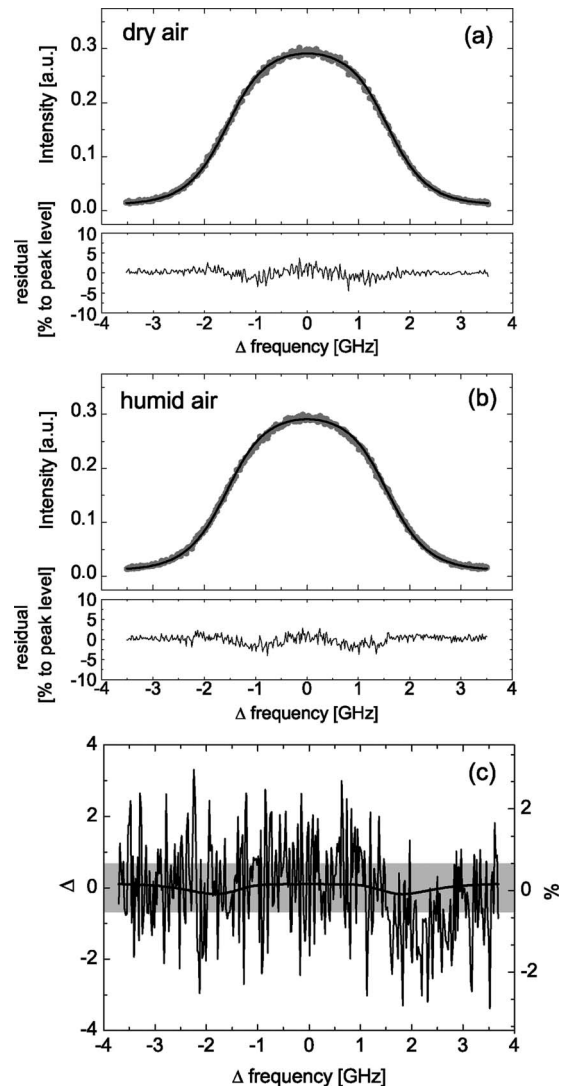 dry air
(a)
Intensity [a.u.]
0.3
0.2
0.1
0.0
residual
[% to peak level]
10
5
0
-5
-10
-4 -3 -2 -1 0 1 2 3 4
Δ frequency [GHz]
humid air
(b)
Intensity [a.u.]
0.3
0.2
0.1
0.0
residual
[% to peak level]
10
5
0
-5
-10
-4 -3 -2 -1 0 1 2 3 4
Δ frequency [GHz]
(c)
Δ
4
2
0
-2
-4
2
0
-2
%
-4 -3 -2 -1 0 1 2 3 4
Δ frequency [GHz]